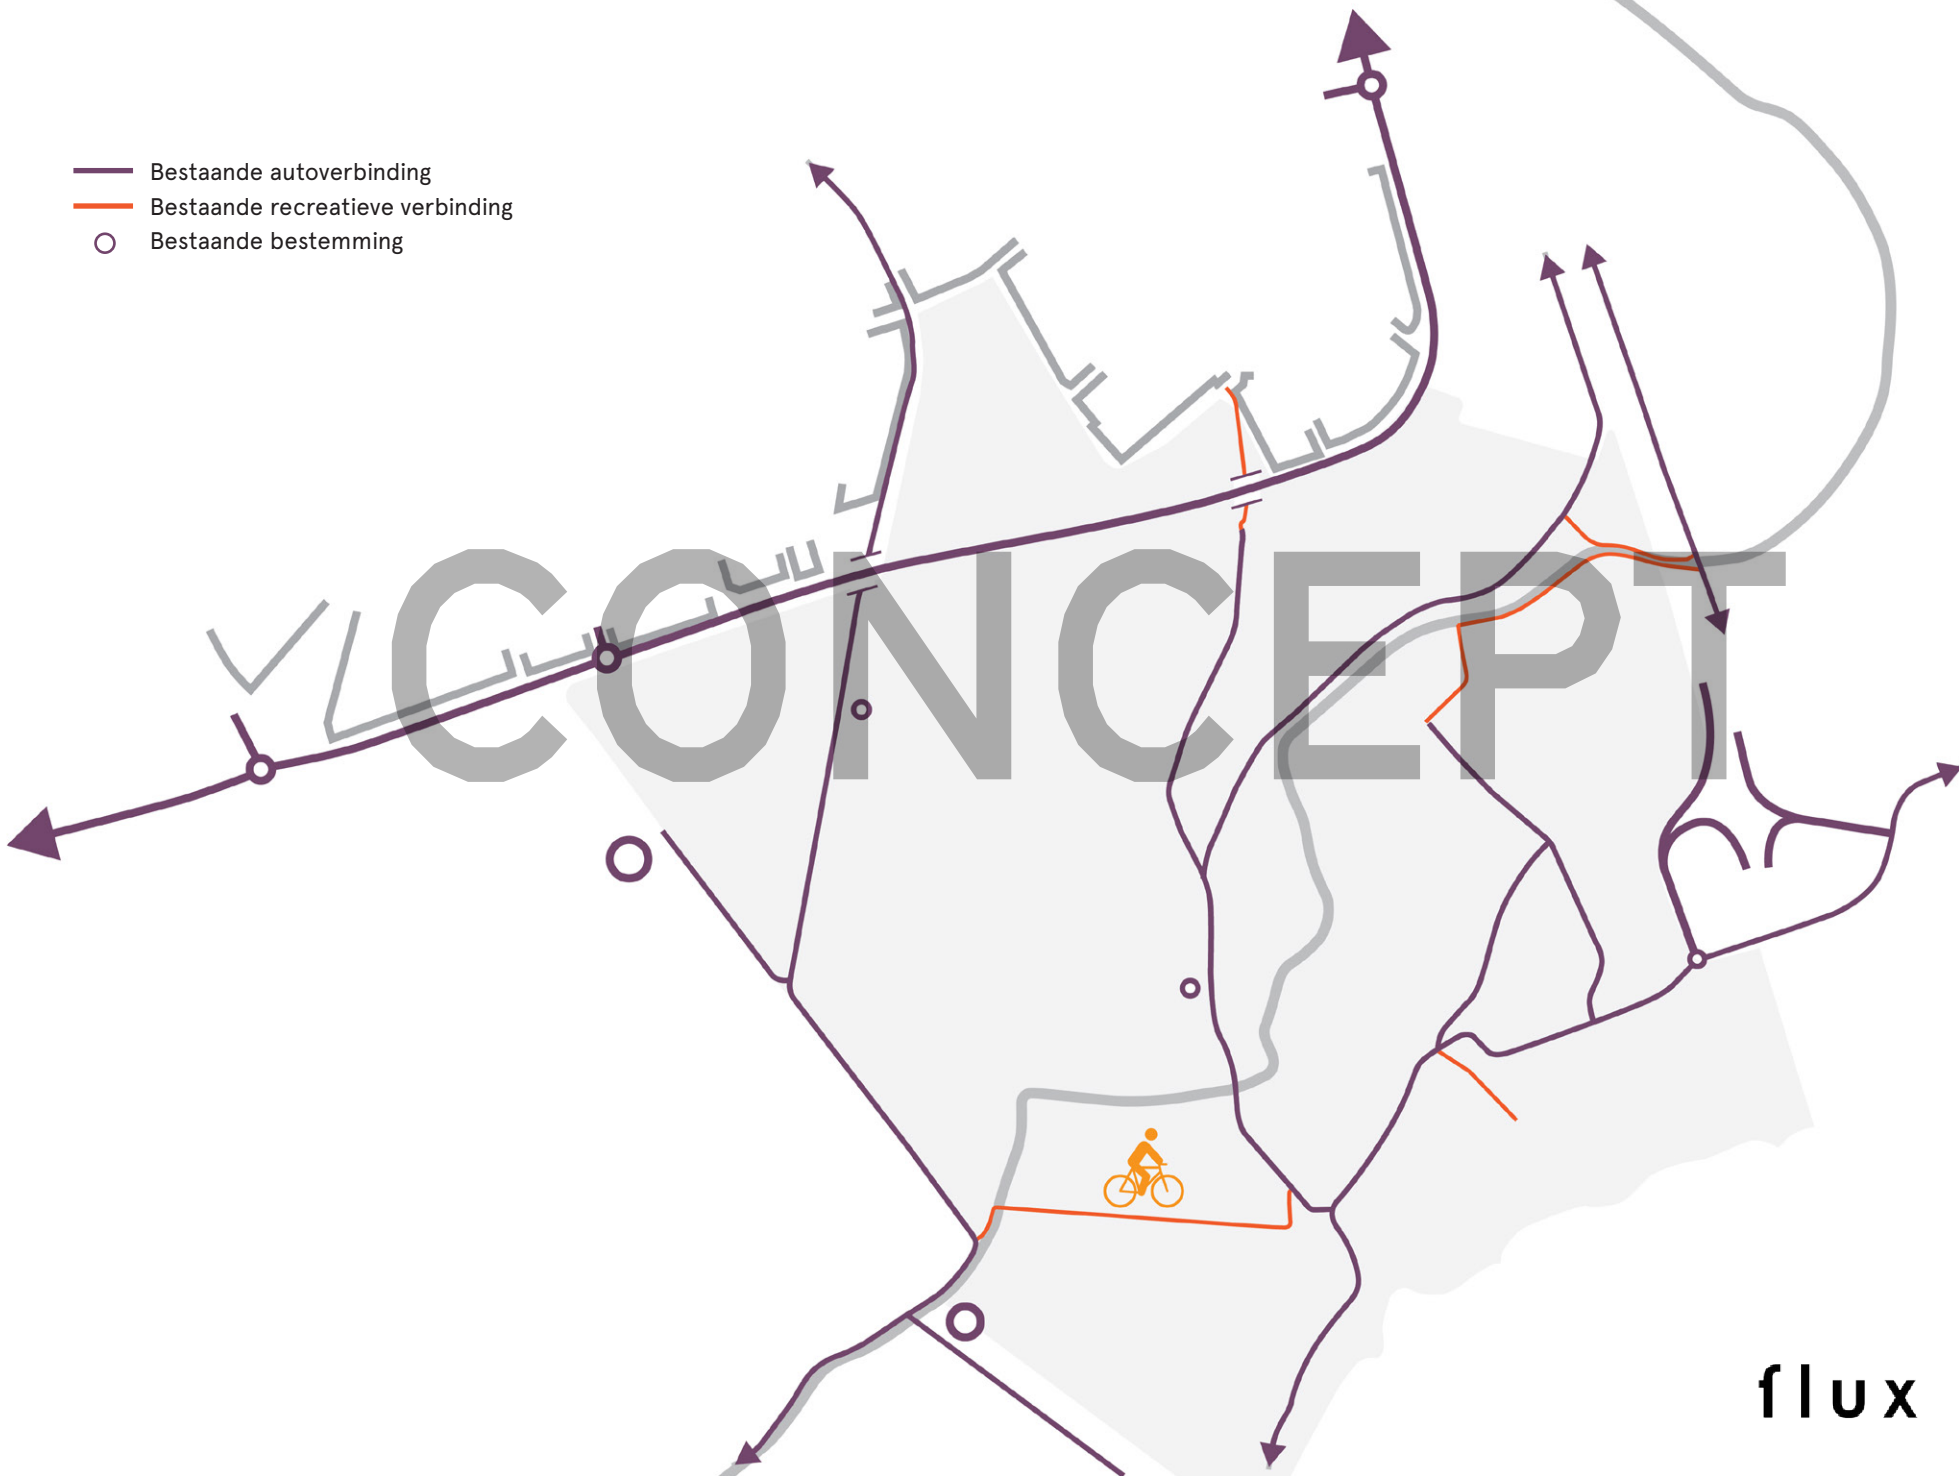 Bestaande autoverbinding
Bestaande recreatieve verbinding
Bestaande bestemming
CONCEPT
flux